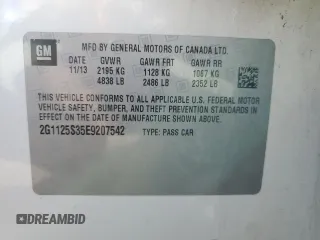 GM
MFD BY GENERAL MOTORS OF CANADA LTD.
DATE GVWR GAWR FRT GAWR RR
11/13 2195 KG 1128 KG 1067 KG
4838 LB 2486 LB 2352 LB
THIS VEHICLE CONFORMS TO ALL APPLICABLE U.S. FEDERAL MOTOR
VEHICLE SAFETY, BUMPER, AND THEFT PREVENTION STANDARDS
IN EFFECT ON THE DATE OF MANUFACTURE SHOWN ABOVE.
2G1125S35E9207542 TYPE: PASS CAR
DREAMBID